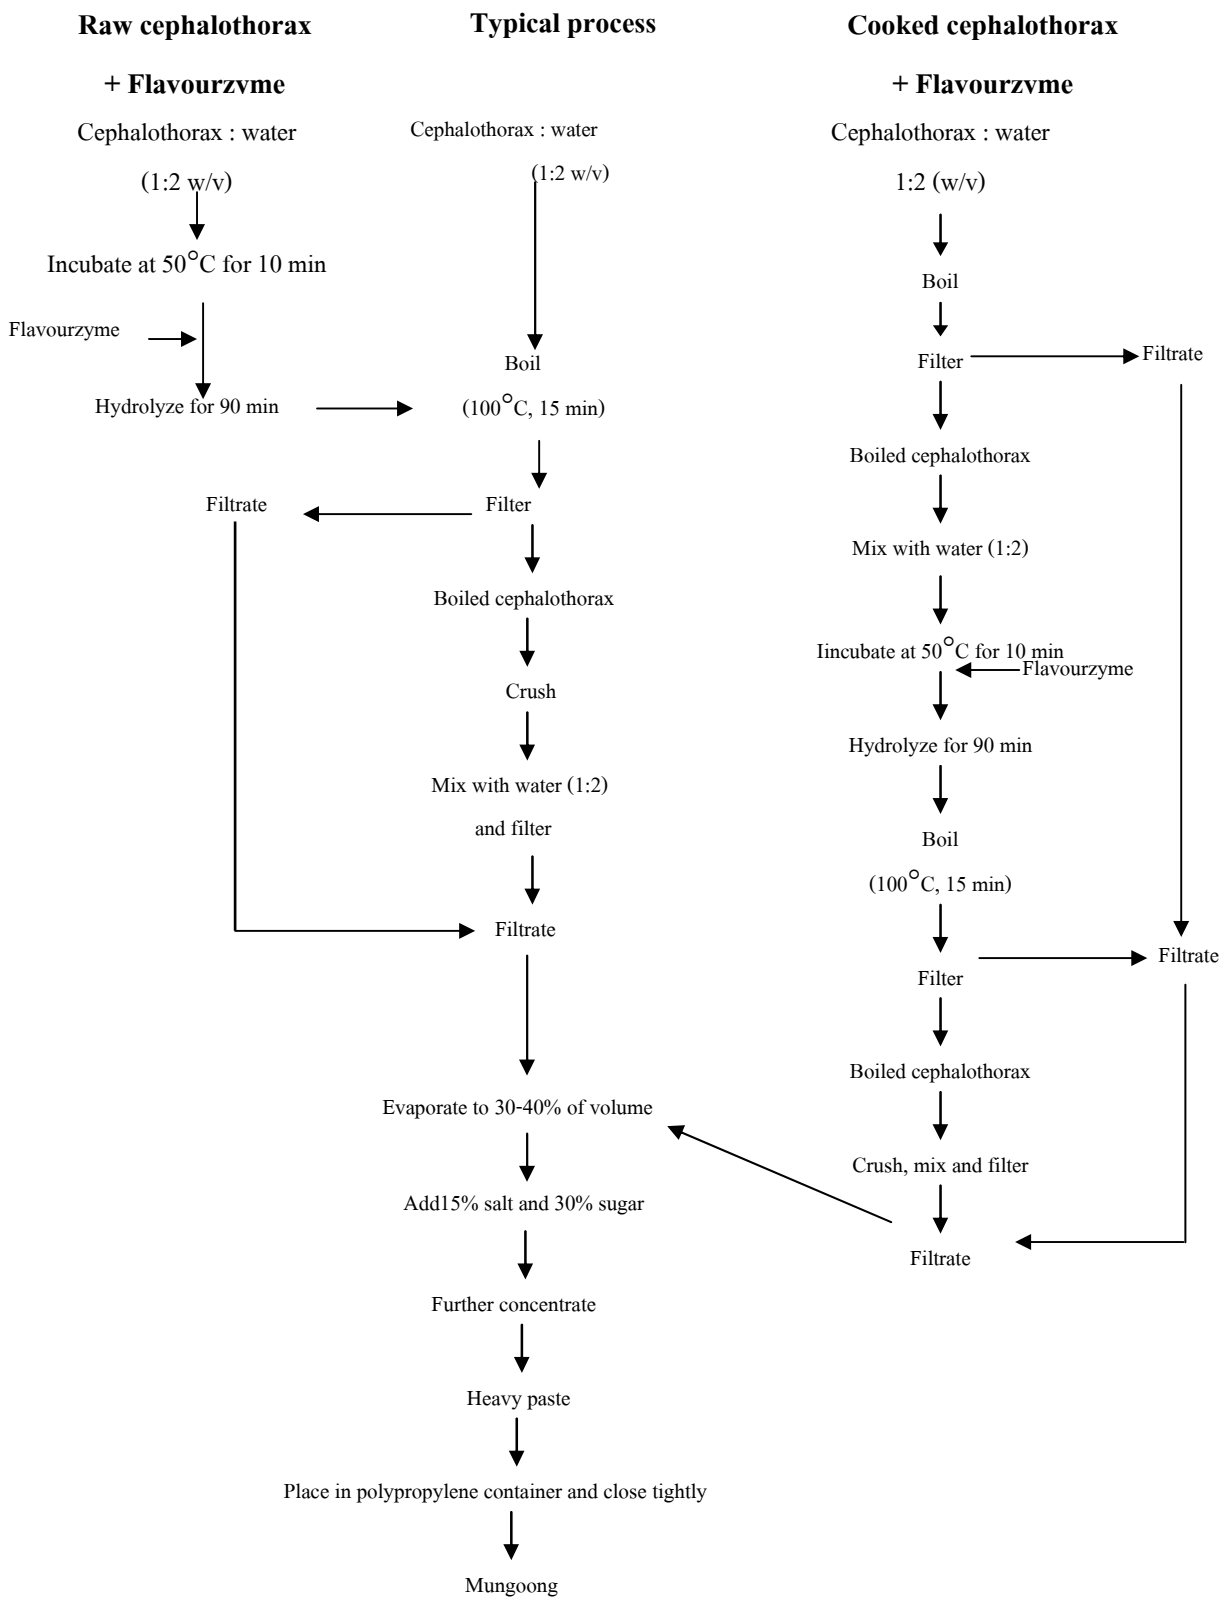 Raw cephalothorax
+ Flavourzvme
Cephalothorax : water
(1:2 w/v)
Incubate at 50°C for 10 min
Flavourzyme
Hydrolyze for 90 min
Filtrate
Typical process
Cephalothorax : water
(1:2 w/v)
Boil
(100°C, 15 min)
Filter
Boiled cephalothorax
Crush
Mix with water (1:2)
and filter
Filtrate
Evaporate to 30-40% of volume
Add15% salt and 30% sugar
Further concentrate
Heavy paste
Place in polypropylene container and close tightly
Mungoong
Cooked cephalothorax
+ Flavourzvme
Cephalothorax : water
1:2 (w/v)
Boil
Filter
Filtrate
Boiled cephalothorax
Mix with water (1:2)
Iincubate at 50°C for 10 min
Flavourzyme
Hydrolyze for 90 min
Boil
(100°C, 15 min)
Filtrate
Filter
Boiled cephalothorax
Crush, mix and filter
Filtrate